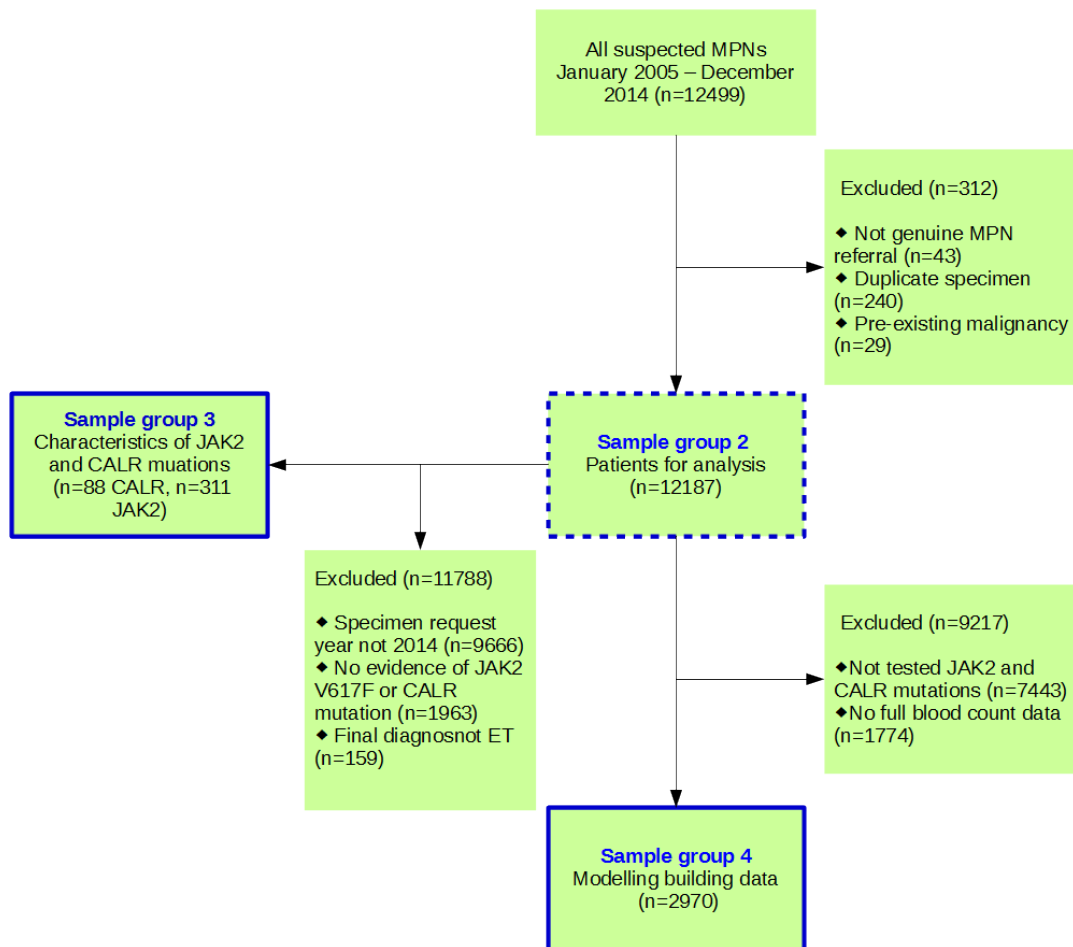 All suspected MPNs
January 2005 – December
2014 (n=12499)
Excluded (n=312)
◆ Not genuine MPN
referral (n=43)
◆ Duplicate specimen
(n=240)
◆ Pre-existing malignancy
(n=29)
Sample group 3
Characteristics of JAK2
and CALR muations
(n=88 CALR, n=311
JAK2)
Sample group 2
Patients for analysis
(n=12187)
Excluded (n=11788)
◆ Specimen request
year not 2014 (n=9666)
◆ No evidence of JAK2
V617F or CALR
mutation (n=1963)
◆ Final diagnosnot ET
(n=159)
Excluded (n=9217)
◆Not tested JAK2 and
CALR mutations (n=7443)
◆No full blood count data
(n=1774)
Sample group 4
Modelling building data
(n=2970)